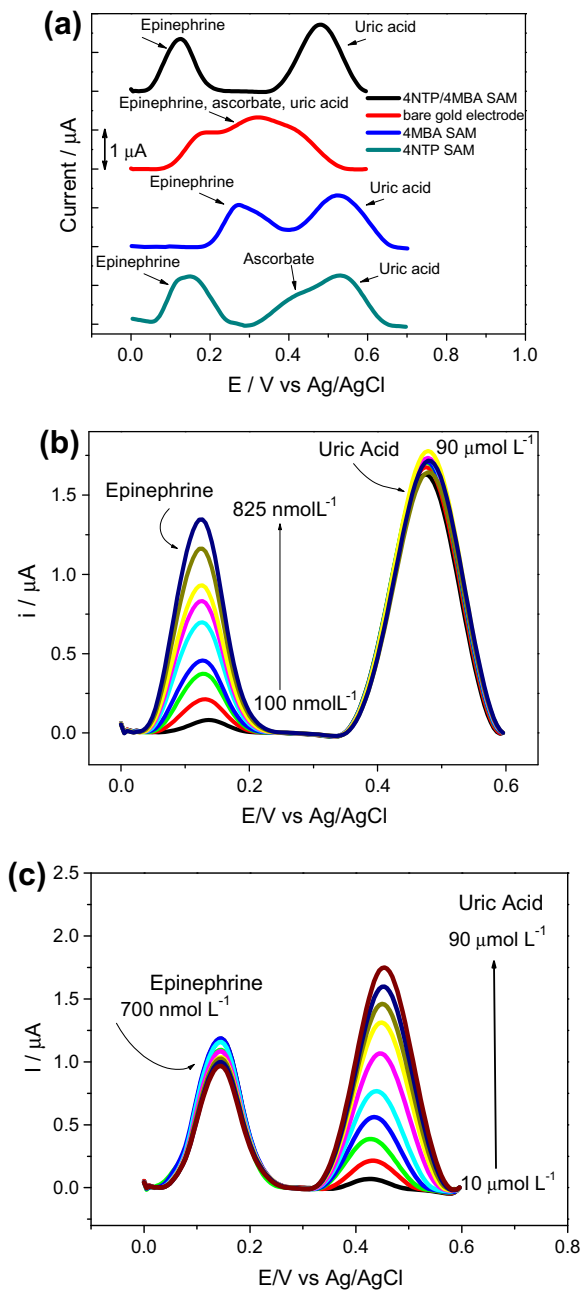 (a)
Epinephrine
Uric acid
4NTP/4MBA SAM
bare gold electrode
4MBA SAM
4NTP SAM
Epinephrine, ascorbate, uric acid
1 μA
Epinephrine
Uric acid
Epinephrine
Ascorbate
Uric acid
Current / μA
0.0 0.2 0.4 0.6 0.8 1.0
E / V vs Ag/AgCl
(b)
Epinephrine
825 nmolL⁻¹
100 nmolL⁻¹
Uric Acid
90 μmol L⁻¹
1.5
1.0
0.5
0.0
i / μA
0.0 0.2 0.4 0.6
E/V vs Ag/AgCl
(c)
Epinephrine
700 nmol L⁻¹
Uric Acid
90 μmol L⁻¹
10 μmol L⁻¹
2.5
2.0
1.5
1.0
0.5
0.0
I / μA
0.0 0.2 0.4 0.6 0.8
E/V vs Ag/AgCl